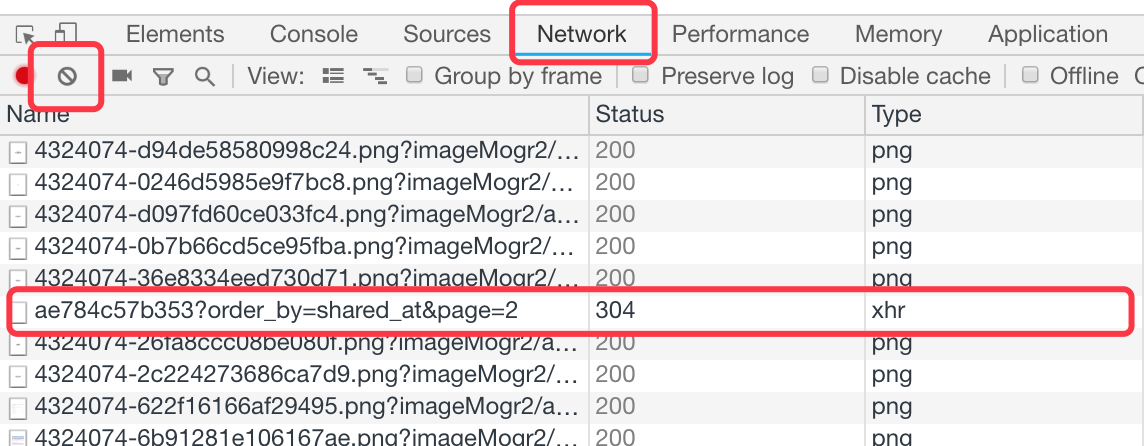 Elements Console Sources Network Performance Memory Application
View: Group by frame Preserve log Disable cache Offline
Name Status Type
4324074-d94de58580998c24.png?imageMogr2/… 200 png
4324074-0246d5985e9f7bc8.png?imageMogr2/… 200 png
4324074-d097fd60ce033fc4.png?imageMogr2/a… 200 png
4324074-0b7b66cd5ce95fba.png?imageMogr2/… 200 png
4324074-36e8334eed730d71.png?imageMogr2/… 200 png
ae784c57b353?order_by=shared_at&page=2 304 xhr
4324074-26fa8ccc08be080f.png?imageMogr2/a… 200 png
4324074-2c224273686ca7d9.png?imageMogr2/… 200 png
4324074-622f16166af29495.png?imageMogr2/a… 200 png
4324074-6b91281e106167ae.png?imageMogr2/… 200 png